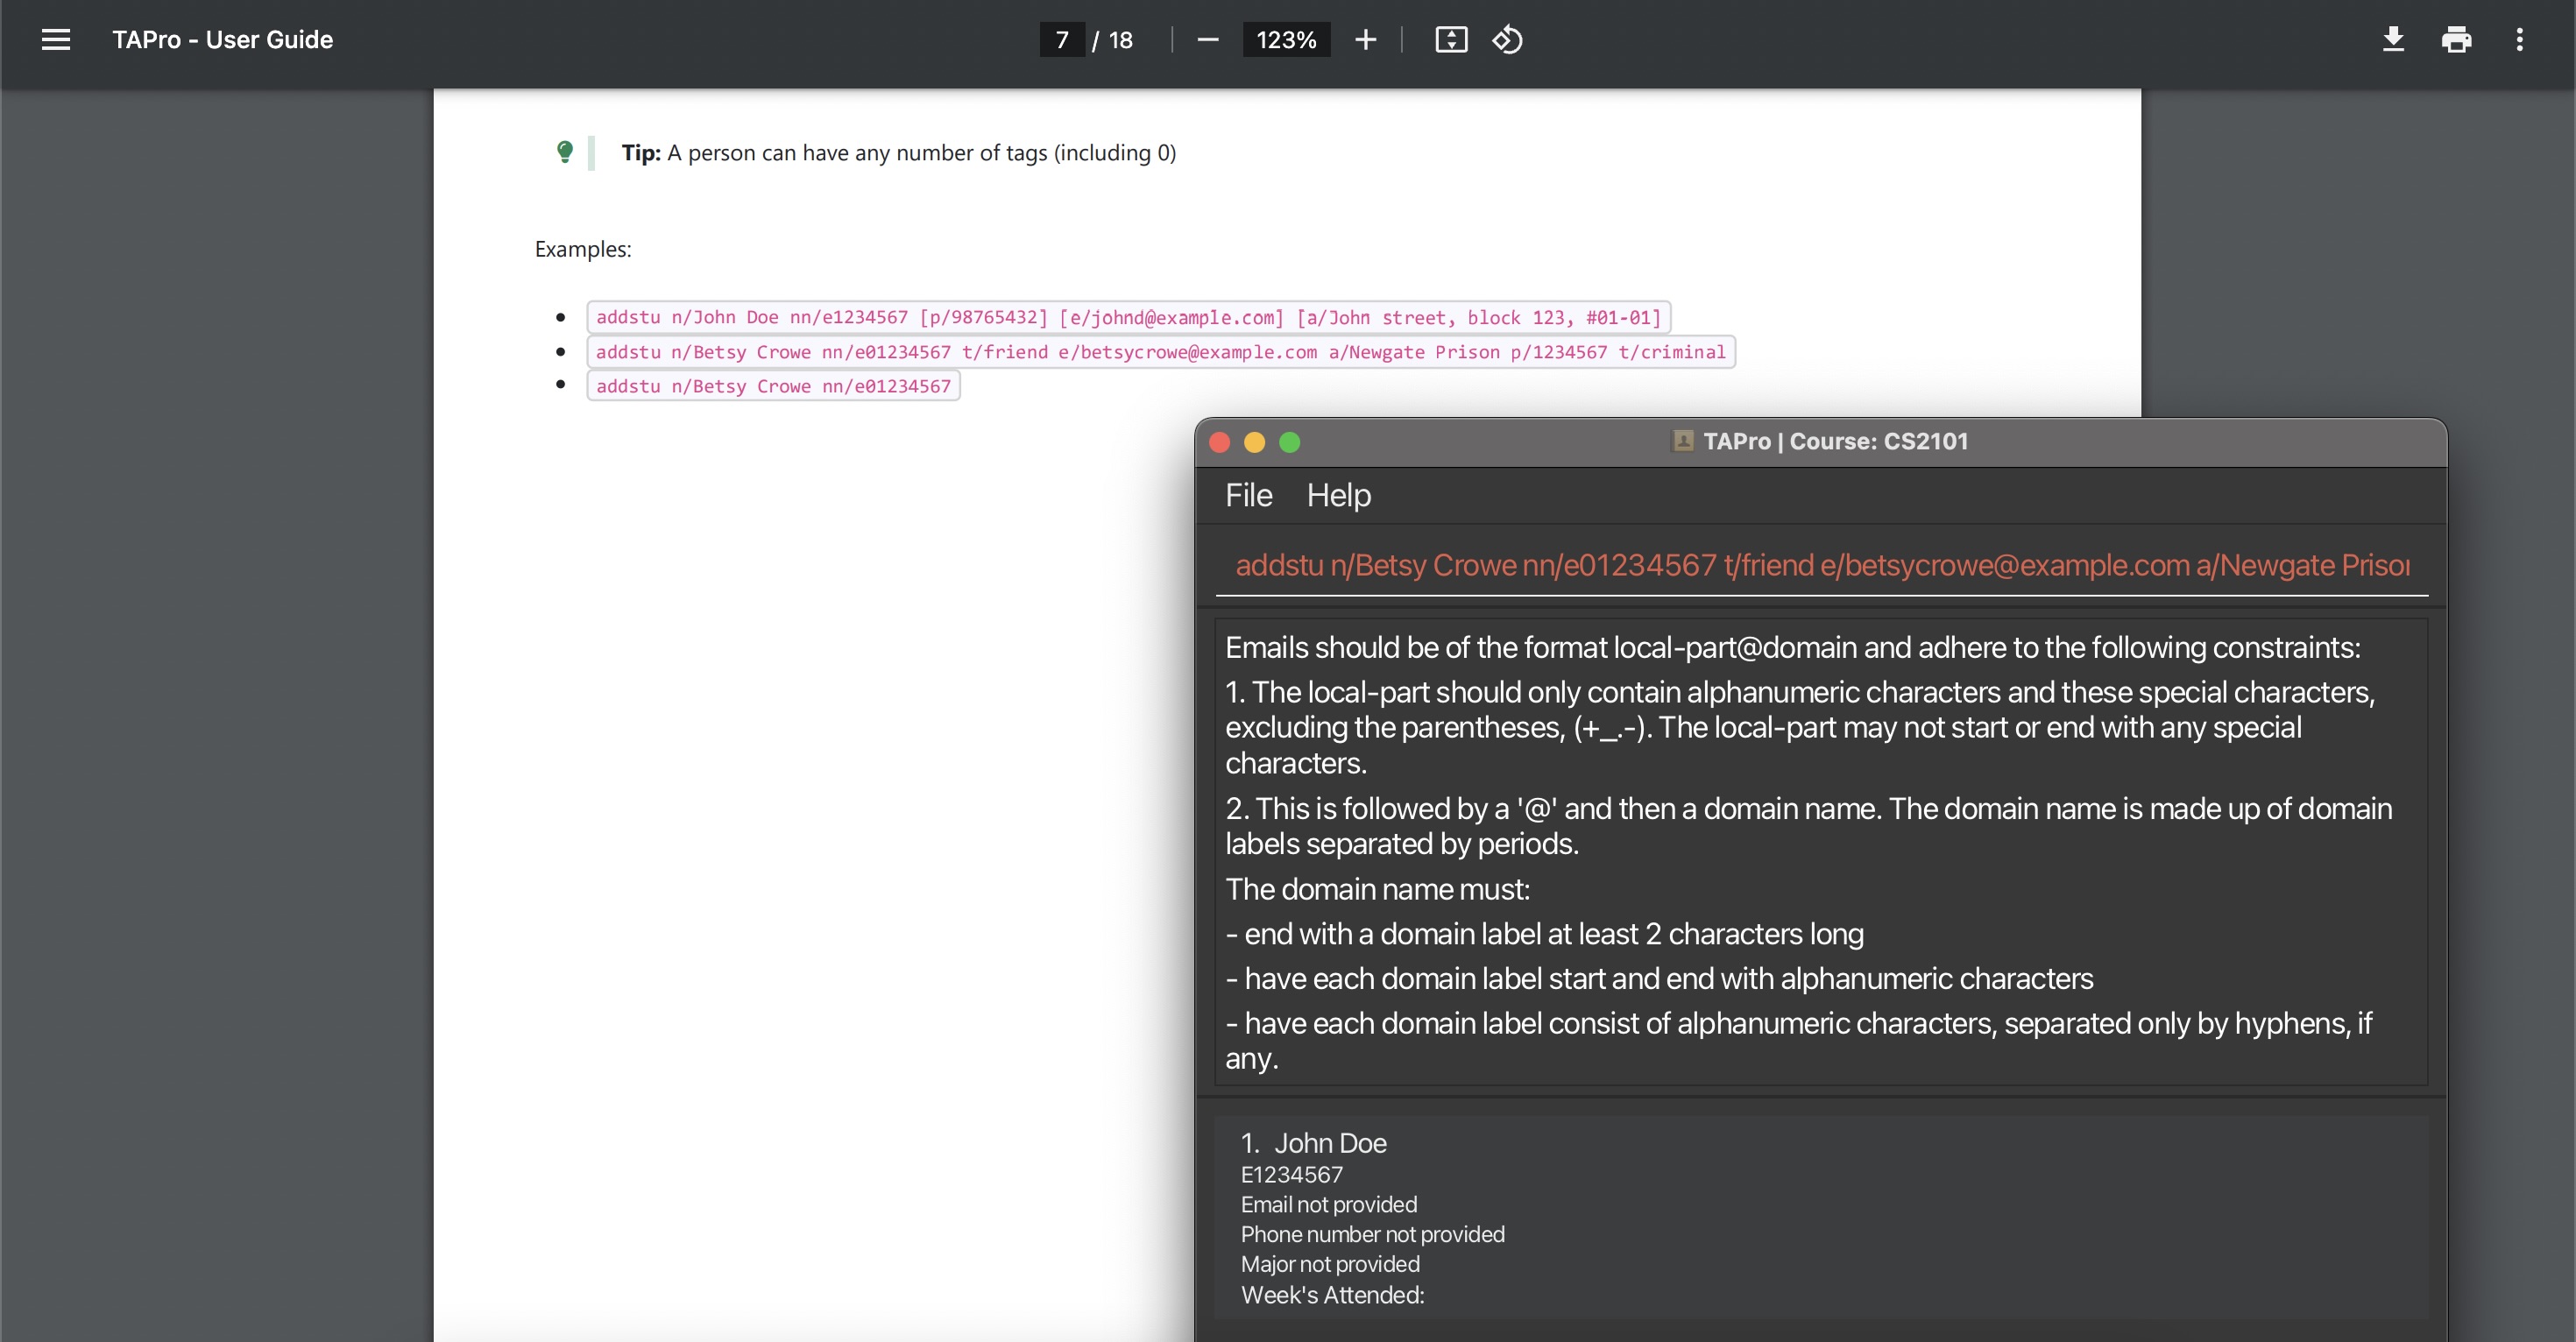 TAPro - User Guide
7 / 18
123%
Tip: A person can have any number of tags (including 0)
Examples:
addstu n/John Doe nn/e1234567 [p/98765432] [e/johnd@example.com] [a/John street, block 123, #01-01]
addstu n/Betsy Crowe nn/e01234567 t/friend e/betsycrowe@example.com a/Newgate Prison p/1234567 t/criminal
addstu n/Betsy Crowe nn/e01234567
TAPro | Course: CS2101
File Help
addstu n/Betsy Crowe nn/e01234567 t/friend e/betsycrowe@example.com a/Newgate Prison
Emails should be of the format local-part@domain and adhere to the following constraints:
1. The local-part should only contain alphanumeric characters and these special characters,
excluding the parentheses, (+_.-). The local-part may not start or end with any special
characters.
2. This is followed by a '@' and then a domain name. The domain name is made up of domain
labels separated by periods.
The domain name must:
- end with a domain label at least 2 characters long
- have each domain label start and end with alphanumeric characters
- have each domain label consist of alphanumeric characters, separated only by hyphens, if
any.
1. John Doe
E1234567
Email not provided
Phone number not provided
Major not provided
Week's Attended: